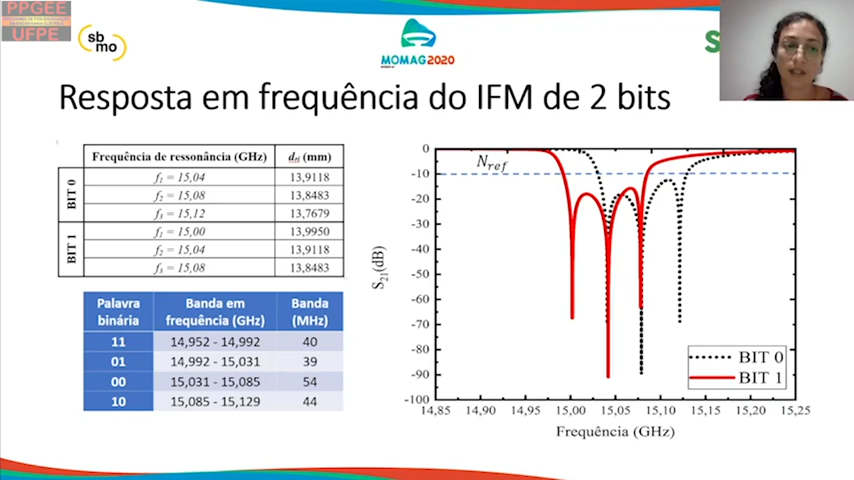 PPGEE
UFPE
sb
mo
MOMAG2020
S
Resposta em frequência do IFM de 2 bits
Frequência de ressonância (GHz) dri (mm)
BIT 0
f1 = 15,04 13,9118
f2 = 15,08 13,8483
f3 = 15,12 13,7679
BIT 1
f1 = 15,00 13,9950
f2 = 15,04 13,9118
f3 = 15,08 13,8483
Palavra binária Banda em frequência (GHz) Banda (MHz)
11 14,952 - 14,992 40
01 14,992 - 15,031 39
00 15,031 - 15,085 54
10 15,085 - 15,129 44
Nref
S21(dB)
0
-10
-20
-30
-40
-50
-60
-70
-80
-90
-100
BIT 0
BIT 1
14,85 14,90 14,95 15,00 15,05 15,10 15,15 15,20 15,25
Frequência (GHz)